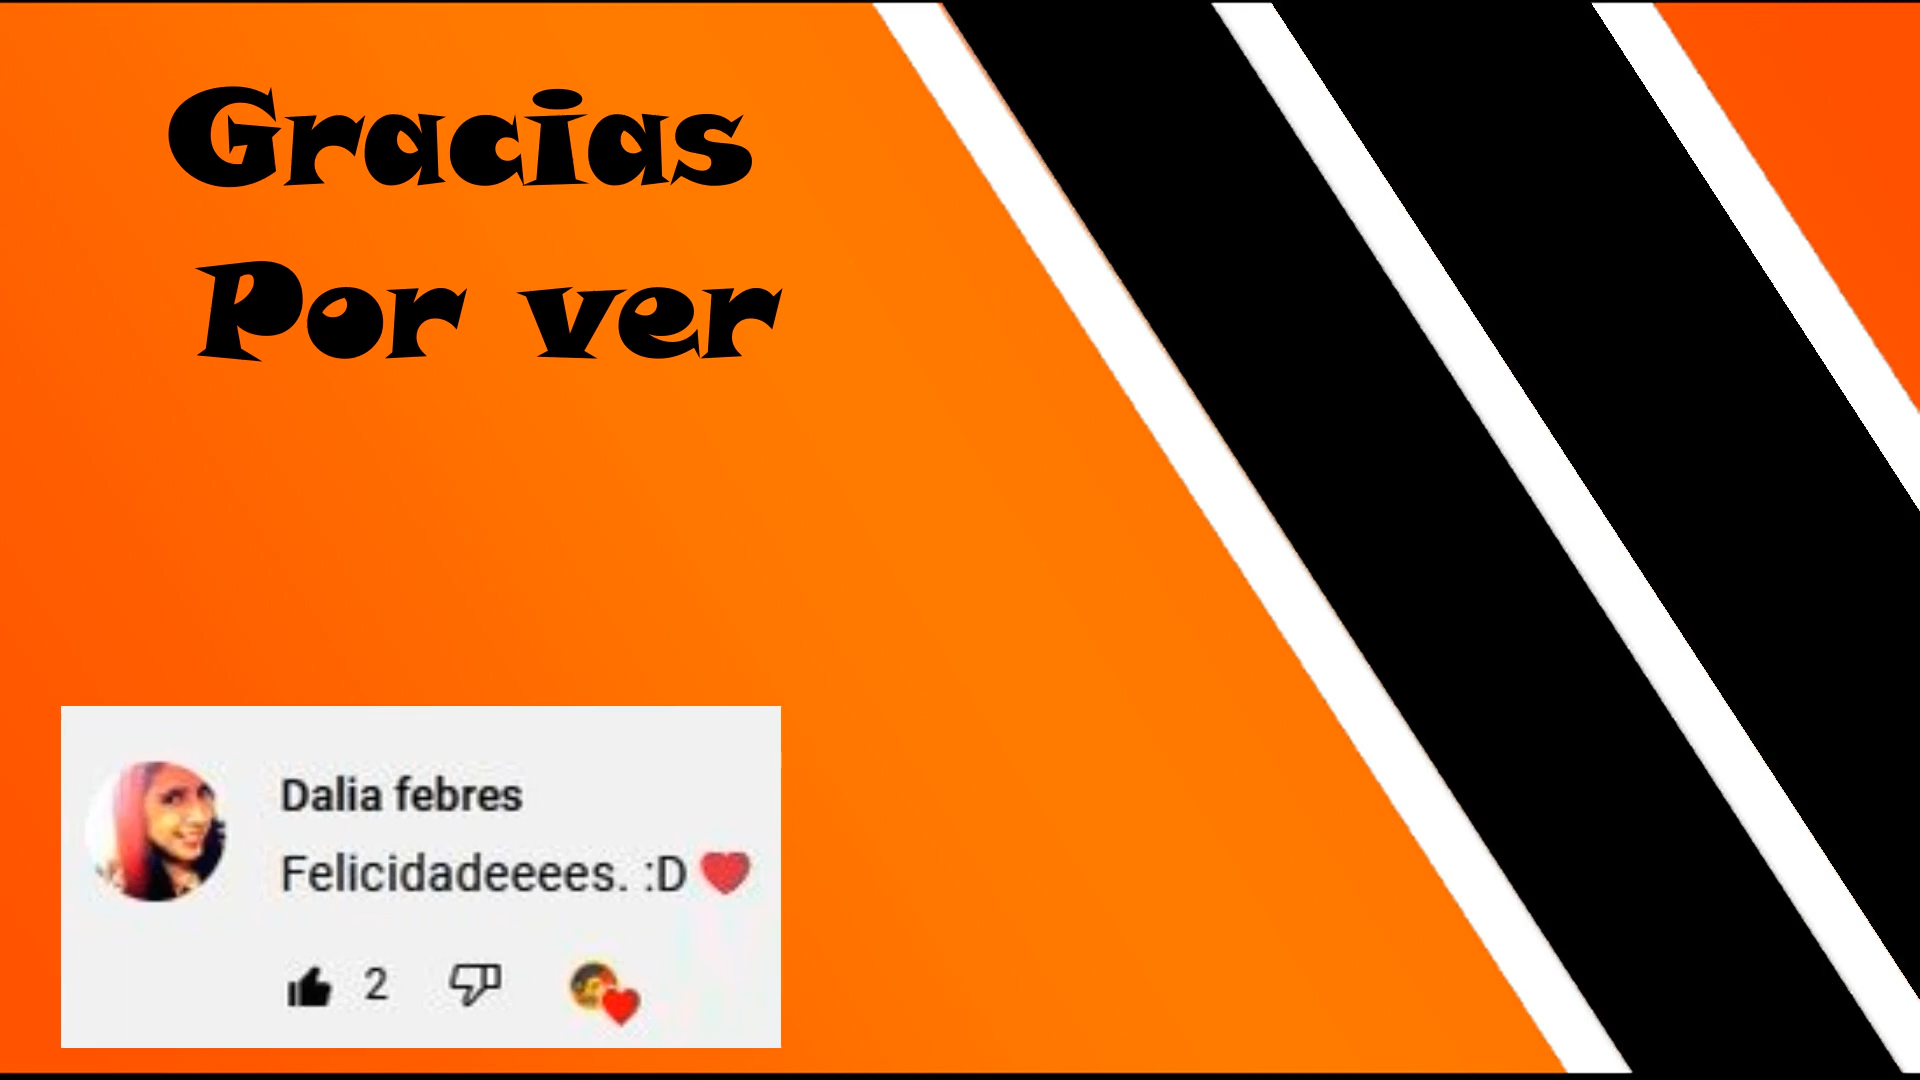 Gracias
Por ver
Dalia febres
Felicidadeeees. :D ❤
2